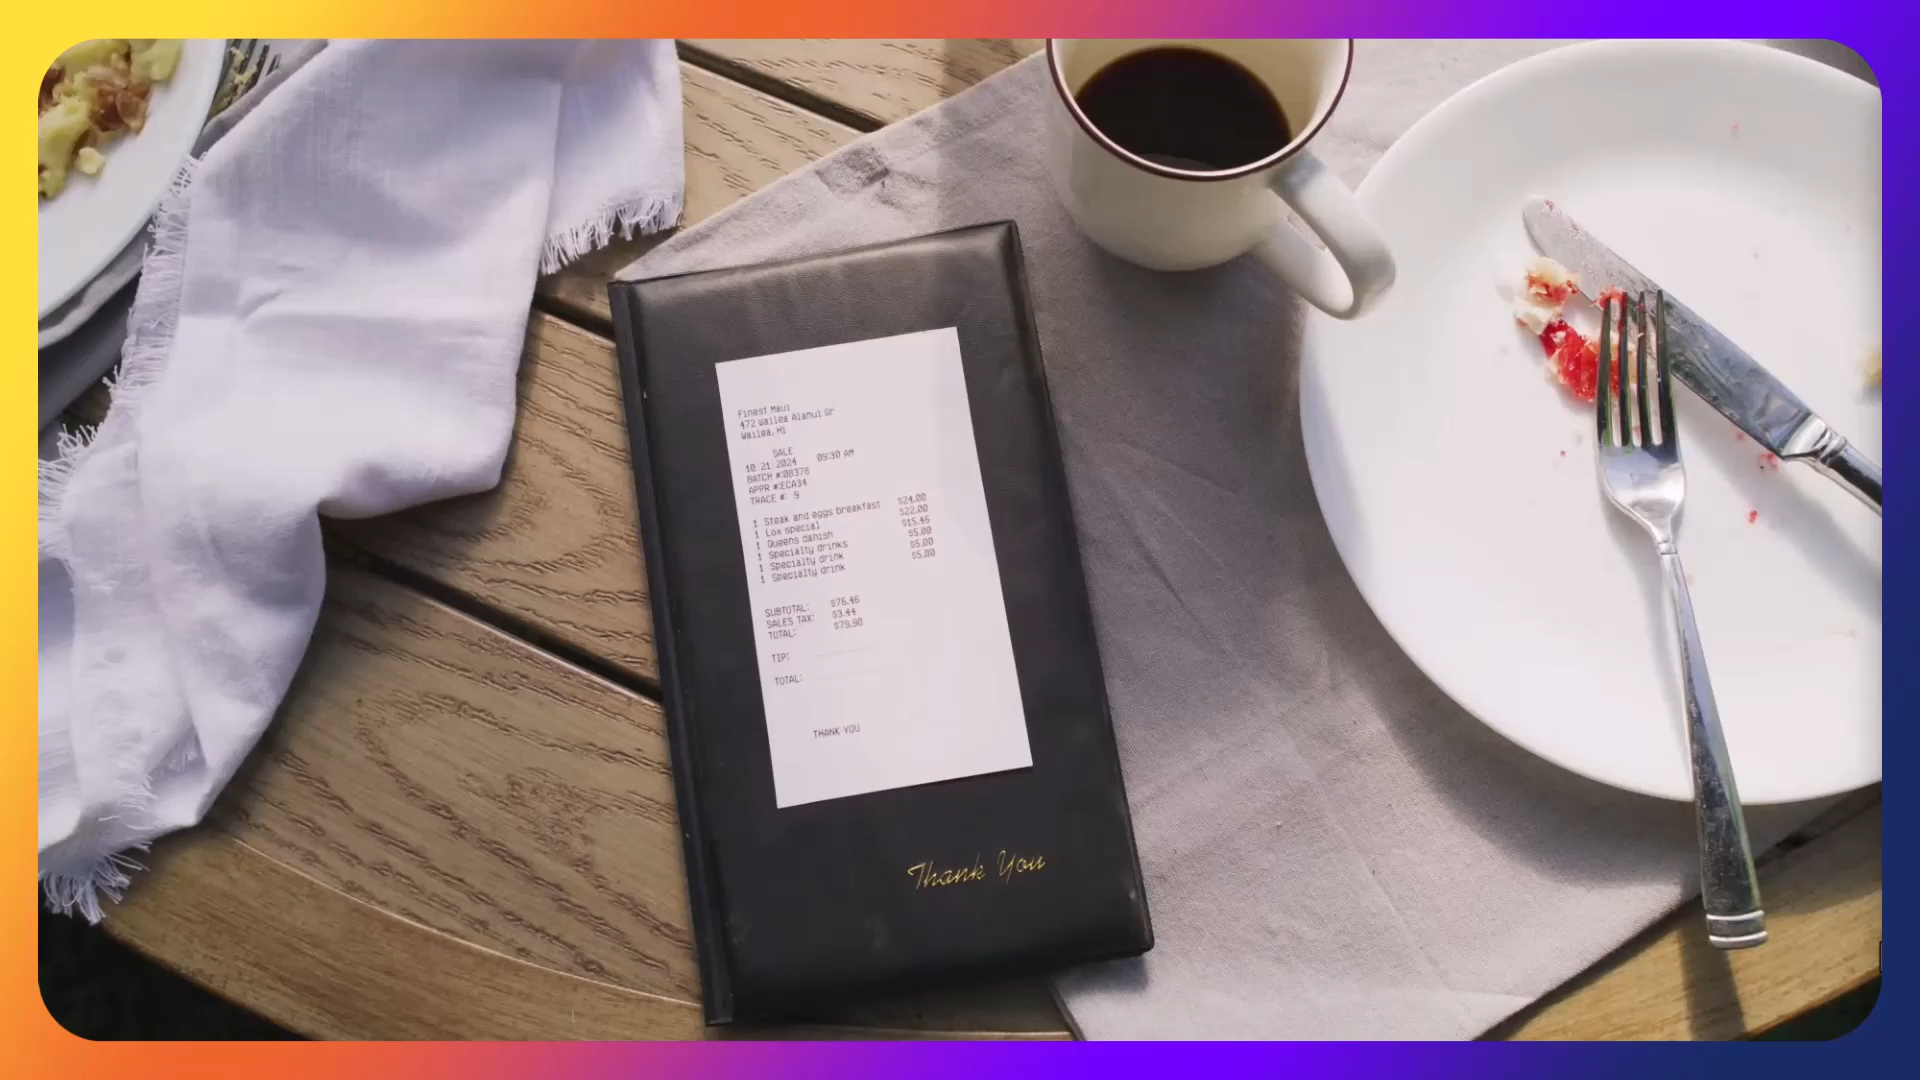 Finest Maui
472 Wailea Alanui Dr
Wailea, HI
SALE
10 21 2024 09:30 AM
BATCH #:08378
APPR #:ECA34
TRACE #: 9
1 Steak and eggs breakfast $24.00
1 Lox special $22.00
1 Queens danish $15.46
1 Specialty drinks $5.00
1 Specialty drink $5.00
1 Specialty drink $5.00
SUBTOTAL: $76.46
SALES TAX: $3.44
TOTAL: $79.90
TIP:
TOTAL:
THANK YOU
Thank You